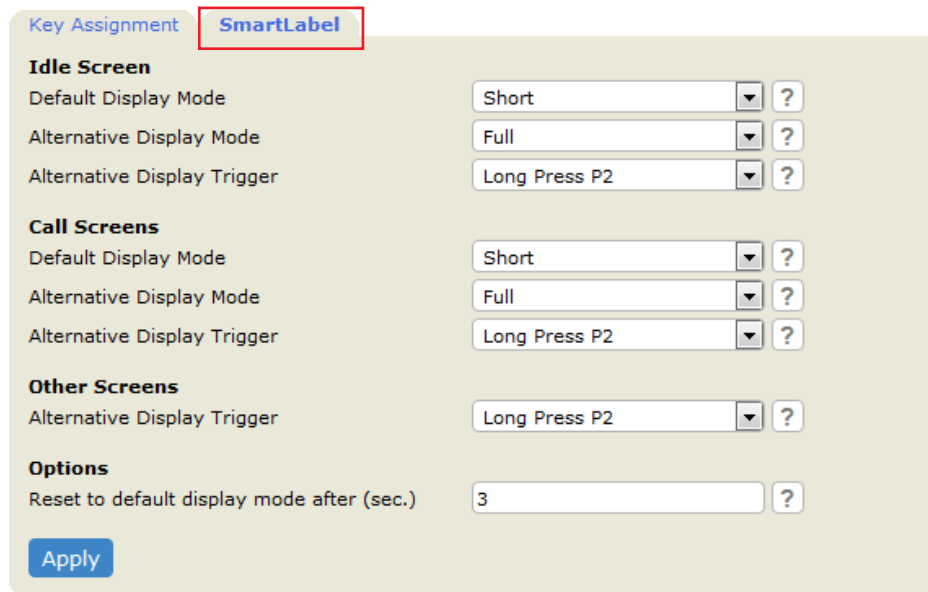 Key Assignment SmartLabel
Idle Screen
Default Display Mode Short ?
Alternative Display Mode Full ?
Alternative Display Trigger Long Press P2 ?
Call Screens
Default Display Mode Short ?
Alternative Display Mode Full ?
Alternative Display Trigger Long Press P2 ?
Other Screens
Alternative Display Trigger Long Press P2 ?
Options
Reset to default display mode after (sec.) 3 ?
Apply